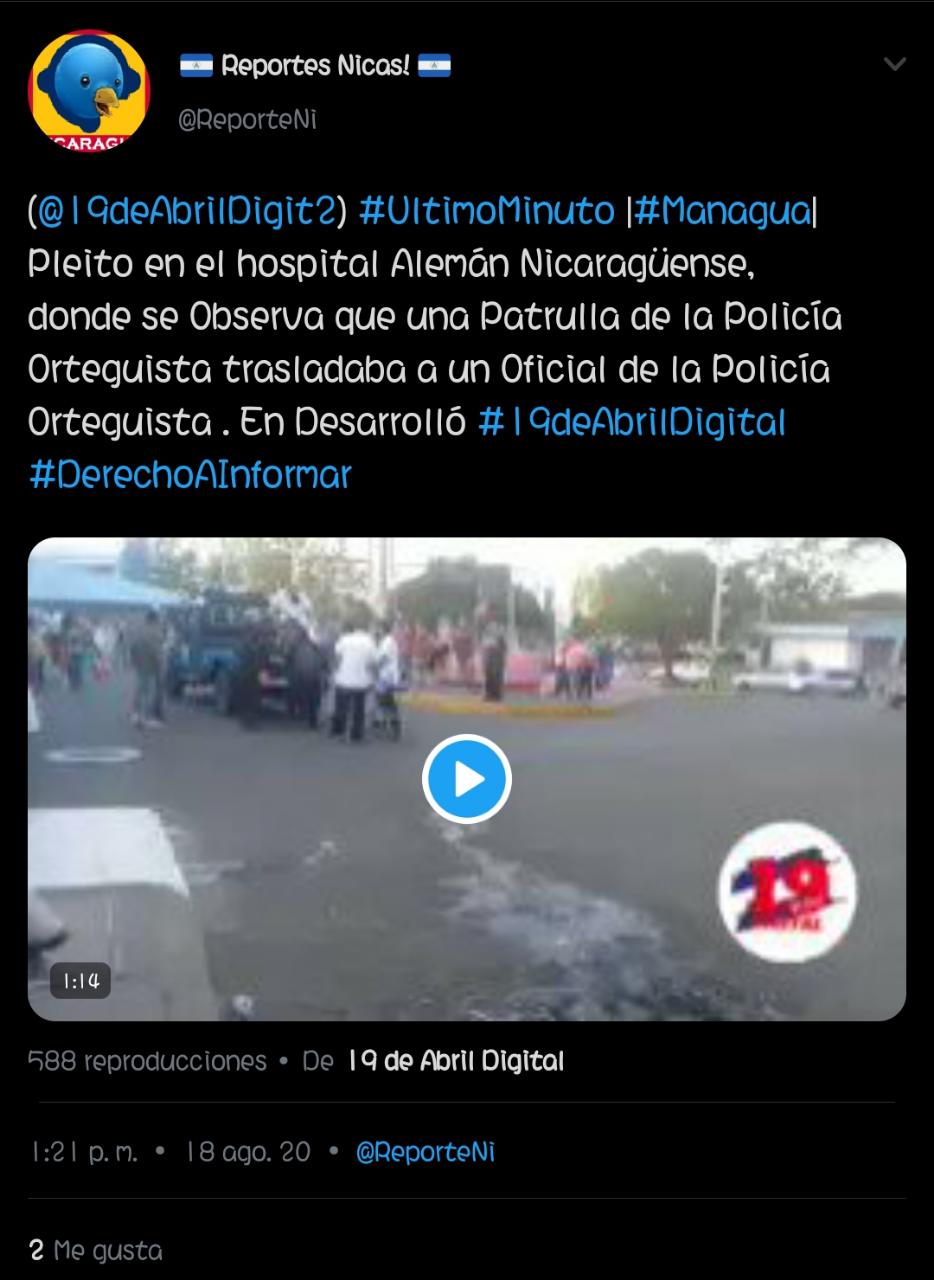 CARAGU
🇳🇮 Reportes Nicas! 🇳🇮
@ReporteNi
(@19deAbrilDigit2) #UltimoMinuto |#Managua|
Pleito en el hospital Alemán Nicaragüense,
donde se Observa que una Patrulla de la Policía
Orteguista trasladaba a un Oficial de la Policía
Orteguista . En Desarrolló #19deAbrilDigital
#DerechoAInformar
19
1:14
588 reproducciones • De 19 de Abril Digital
1:21 p. m. • 18 ago. 20 • @ReporteNi
2 Me gusta